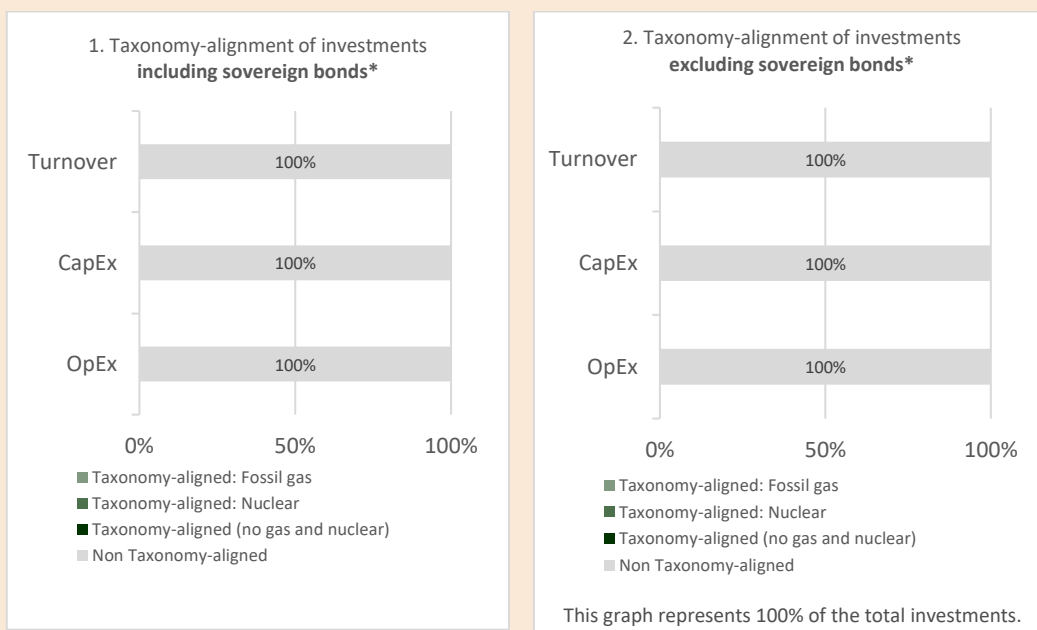 1. Taxonomy-alignment of investments
including sovereign bonds*
Turnover
100%
CapEx
100%
OpEx
100%
0%
50%
100%
Taxonomy-aligned: Fossil gas
Taxonomy-aligned: Nuclear
Taxonomy-aligned (no gas and nuclear)
Non Taxonomy-aligned
2. Taxonomy-alignment of investments
excluding sovereign bonds*
Turnover
100%
CapEx
100%
OpEx
100%
0%
50%
100%
Taxonomy-aligned: Fossil gas
Taxonomy-aligned: Nuclear
Taxonomy-aligned (no gas and nuclear)
Non Taxonomy-aligned
This graph represents 100% of the total investments.